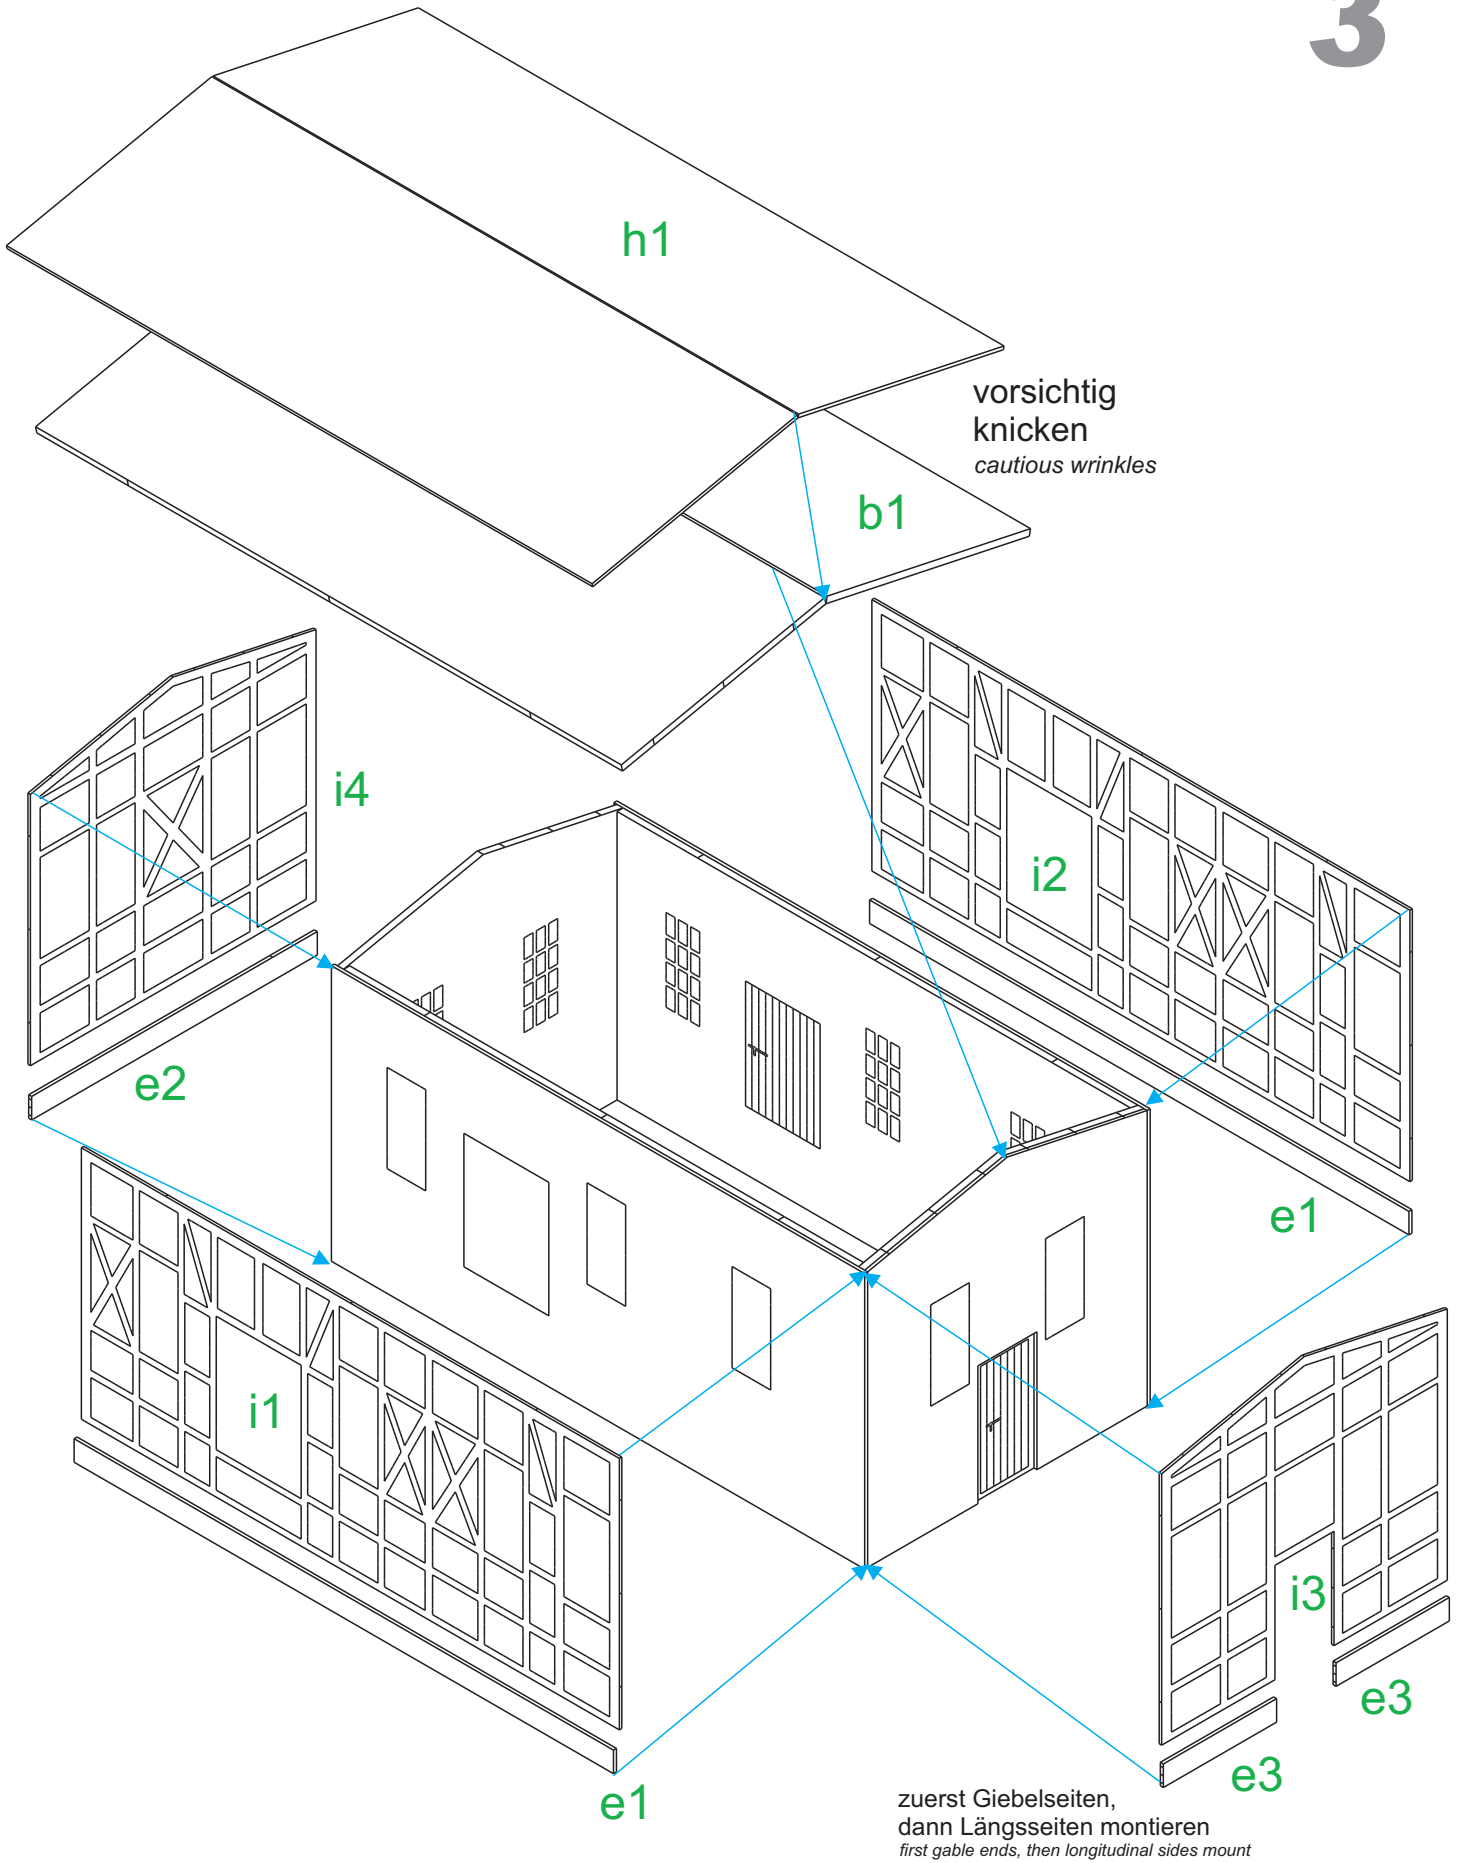 3
h1
vorsichtig
knicken
cautious wrinkles
b1
i4
i2
e2
e1
i1
i3
e3
e3
e1
zuerst Giebelseiten,
dann Längsseiten montieren
first gable ends, then longitudinal sides mount